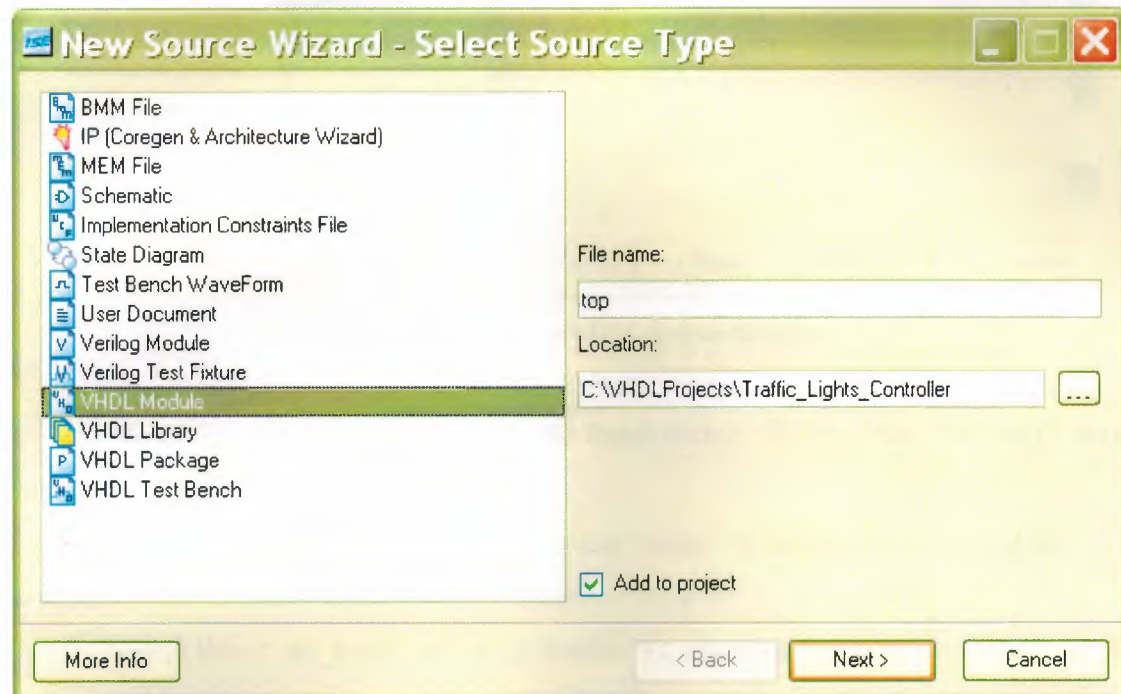 ISE New Source Wizard - Select Source Type
BMM File
IP (Coregen & Architecture Wizard)
MEM File
Schematic
Implementation Constraints File
State Diagram
Test Bench WaveForm
User Document
Verilog Module
Verilog Test Fixture
VHDL Module
VHDL Library
VHDL Package
VHDL Test Bench
File name:
top
Location:
C:\VHDLProjects\Traffic_Lights_Controller
...
Add to project
More Info
< Back
Next >
Cancel